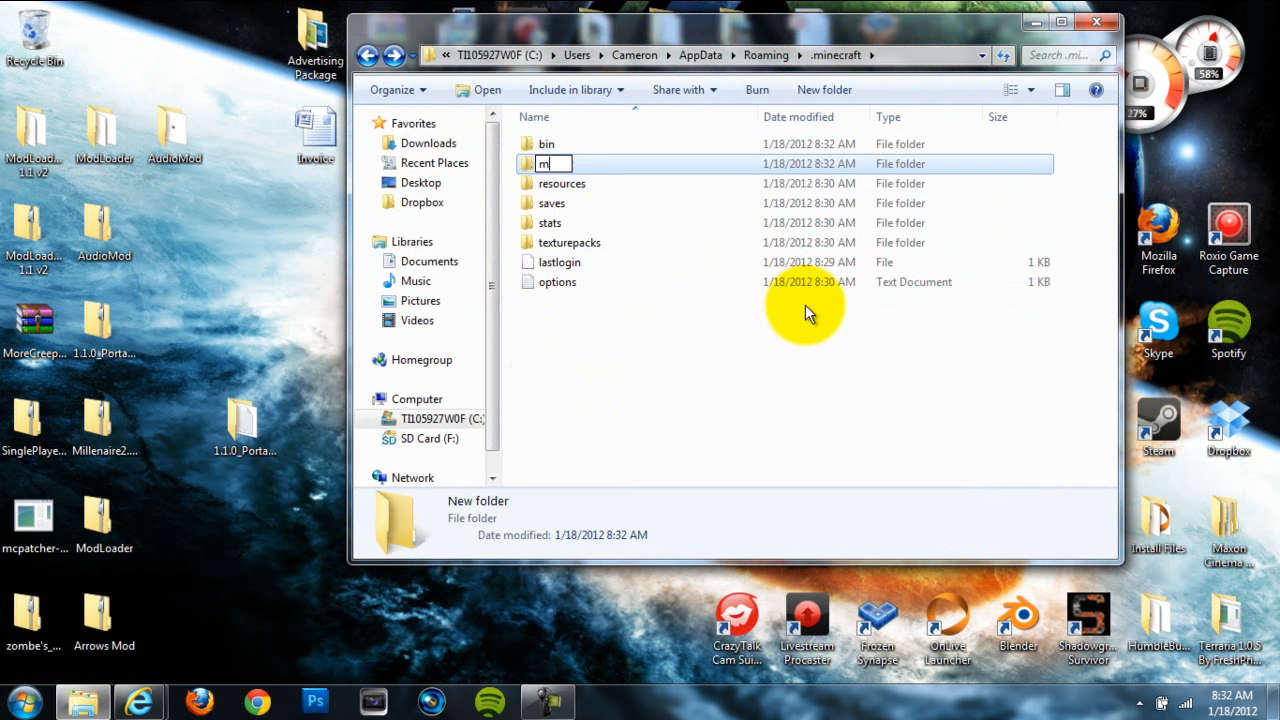 Recycle Bin
Advertising
Package
ModLoad...
1.1 v2
ModLoader
AudioMod
Invoice
ModLoad...
1.1 v2
AudioMod
MoreCreep...
1.1.0_Porta...
SinglePlaye...
Millenaire2....
1.1.0_Porta...
mcpatcher-...
ModLoader
zombe's_...
Arrows Mod
« TI105927W0F (C:) Users Cameron AppData Roaming .minecraft
Search .mi...
Organize Open Include in library Share with Burn New folder
Favorites
Downloads
Recent Places
Desktop
Dropbox
Libraries
Documents
Music
Pictures
Videos
Homegroup
Computer
TI105927W0F (C:)
SD Card (F:)
Network
Name Date modified Type Size
bin 1/18/2012 8:32 AM File folder
m 1/18/2012 8:32 AM File folder
resources 1/18/2012 8:30 AM File folder
saves 1/18/2012 8:30 AM File folder
stats 1/18/2012 8:30 AM File folder
texturepacks 1/18/2012 8:30 AM File folder
lastlogin 1/18/2012 8:29 AM File 1 KB
options 1/18/2012 8:30 AM Text Document 1 KB
New folder
File folder
Date modified: 1/18/2012 8:32 AM
58%
27%
Mozilla
Firefox
Roxio Game
Capture
Skype
Spotify
Steam
Dropbox
Install Files
Maxon
Cinema ...
CrazyTalk
Cam Sui...
Livestream
Procaster
Frozen
Synapse
OnLive
Launcher
Blender
Shadowgr...
Survivor
HumbleBu...
Terraria 1.0.5
By FreshPri...
Ps
8:32 AM
1/18/2012